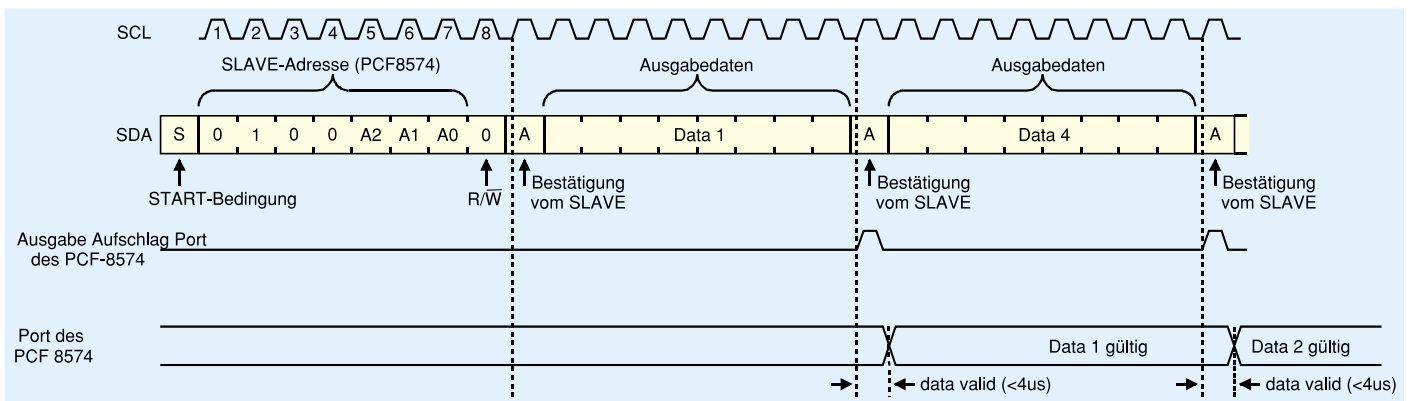 SCL 1 2 3 4 5 6 7 8
SLAVE-Adresse (PCF8574) Ausgabedaten Ausgabedaten
SDA S 0 1 0 0 A2 A1 A0 0 A Data 1 A Data 4 A
START-Bedingung R/W Bestätigung vom SLAVE Bestätigung vom SLAVE Bestätigung vom SLAVE
Ausgabe Aufschlag Port
des PCF-8574
Port des
PCF 8574
Data 1 gültig Data 2 gültig
data valid (<4us) data valid (<4us)